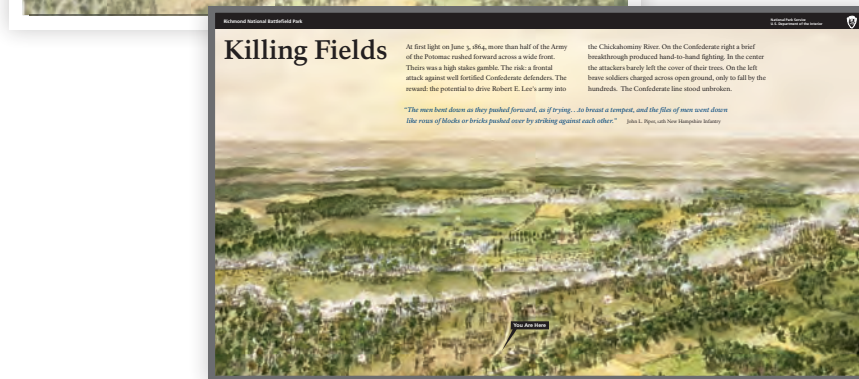 Richmond National Battlefield Park
National Park Service
U.S. Department of the Interior
Killing Fields
At first light on June 3, 1864, more than half of the Army
of the Potomac rushed forward across a wide front.
Theirs was a high stakes gamble. The risk: a frontal
attack against well fortified Confederate defenders. The
reward: the potential to drive Robert E. Lee's army into
the Chickahominy River. On the Confederate right a brief
breakthrough produced hand-to-hand fighting. In the center
the attackers barely left the cover of their trees. On the left
brave soldiers charged across open ground, only to fall by the
hundreds. The Confederate line stood unbroken.
“The men bent down as they pushed forward, as if trying…to breast a tempest, and the files of men went down
like rows of blocks or bricks pushed over by striking against each other.” John L. Piper, 12th New Hampshire Infantry
You Are Here